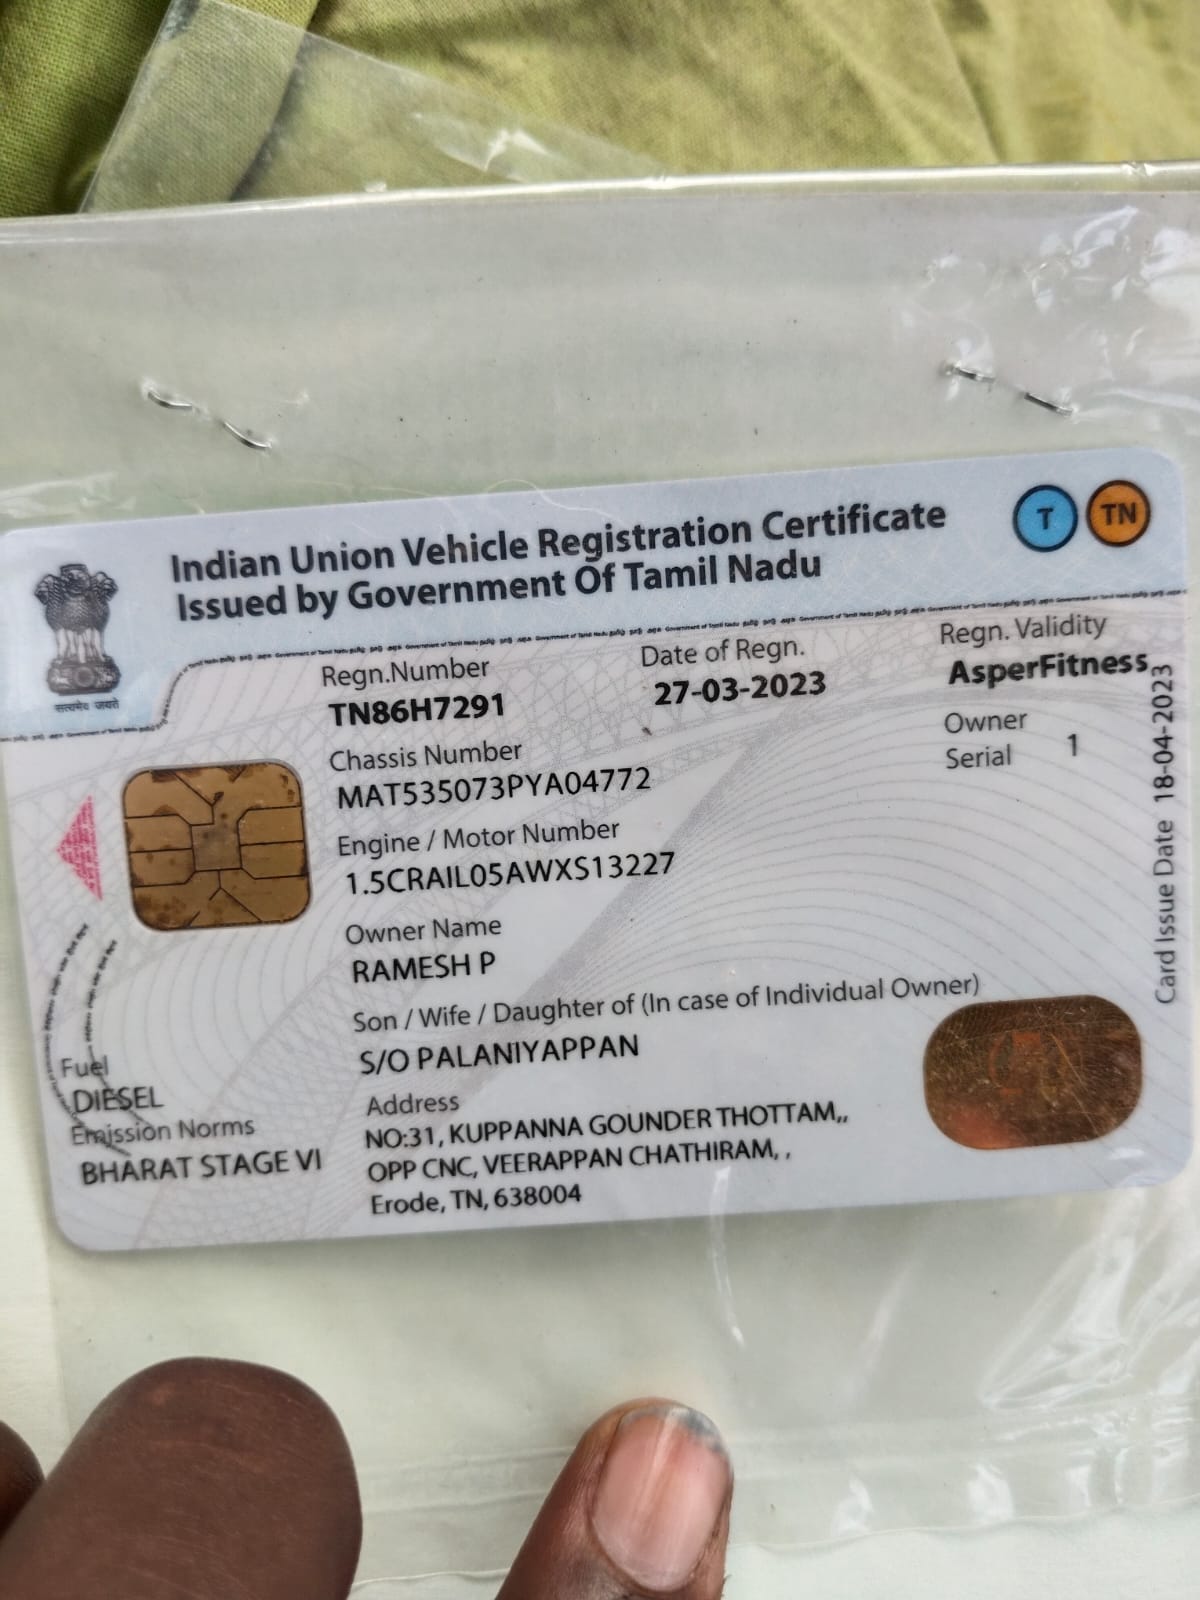 Indian Union Vehicle Registration Certificate
Issued by Government Of Tamil Nadu
T TN
सत्यमेव जयते
Regn.Number
TN86H7291
Date of Regn.
27-03-2023
Regn. Validity
AsperFitness
Owner
Serial 1
Chassis Number
MAT535073PYA04772
Engine / Motor Number
1.5CRAIL05AWXS13227
Owner Name
RAMESH P
Son / Wife / Daughter of (In case of Individual Owner)
S/O PALANIYAPPAN
Fuel
DIESEL
Emission Norms
BHARAT STAGE VI
Address
NO:31, KUPPANNA GOUNDER THOTTAM,,
OPP CNC, VEERAPPAN CHATHIRAM, ,
Erode, TN, 638004
Card Issue Date 18-04-2023